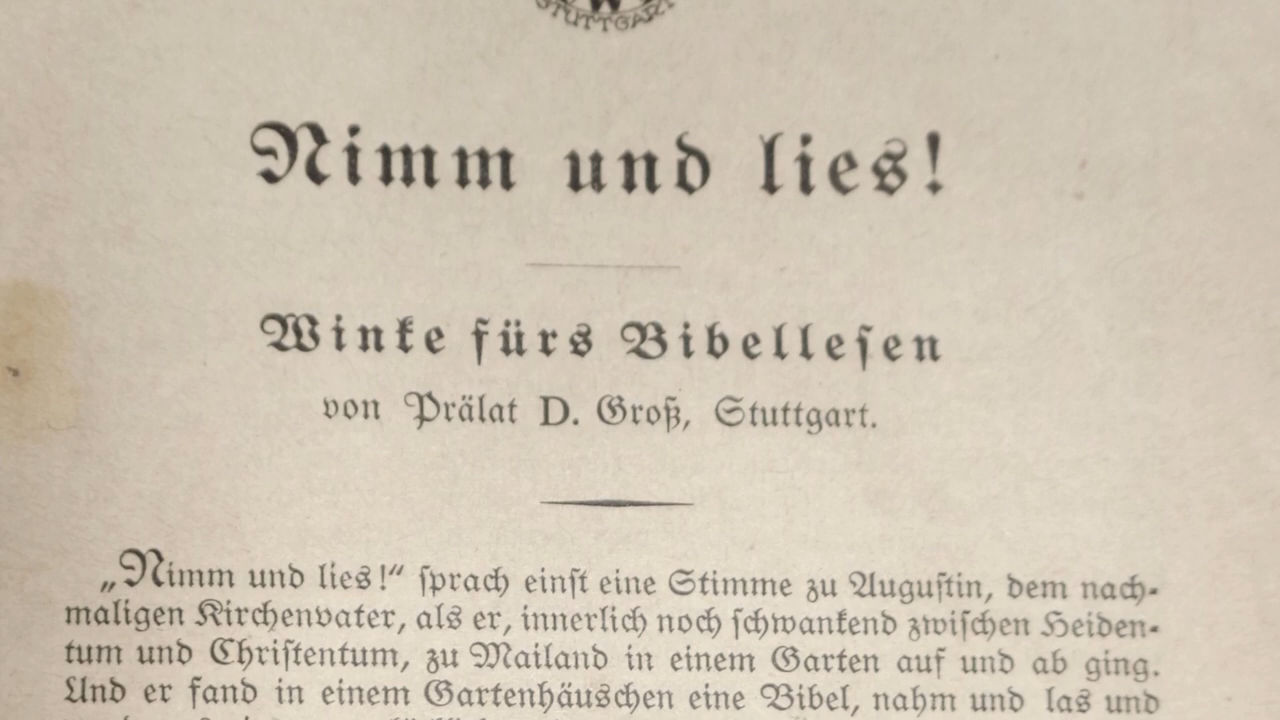 STUTTGART
Nimm und lies!
Winke fürs Bibelleſen
von Prälat D. Groß, Stuttgart.
„Nimm und lies!“ ſprach einſt eine Stimme zu Auguſtin, dem nach-
maligen Kirchenvater, als er, innerlich noch ſchwankend zwiſchen Heiden-
tum und Chriſtentum, zu Mailand in einem Garten auf und ab ging.
Und er fand in einem Gartenhäuschen eine Bibel, nahm und las und